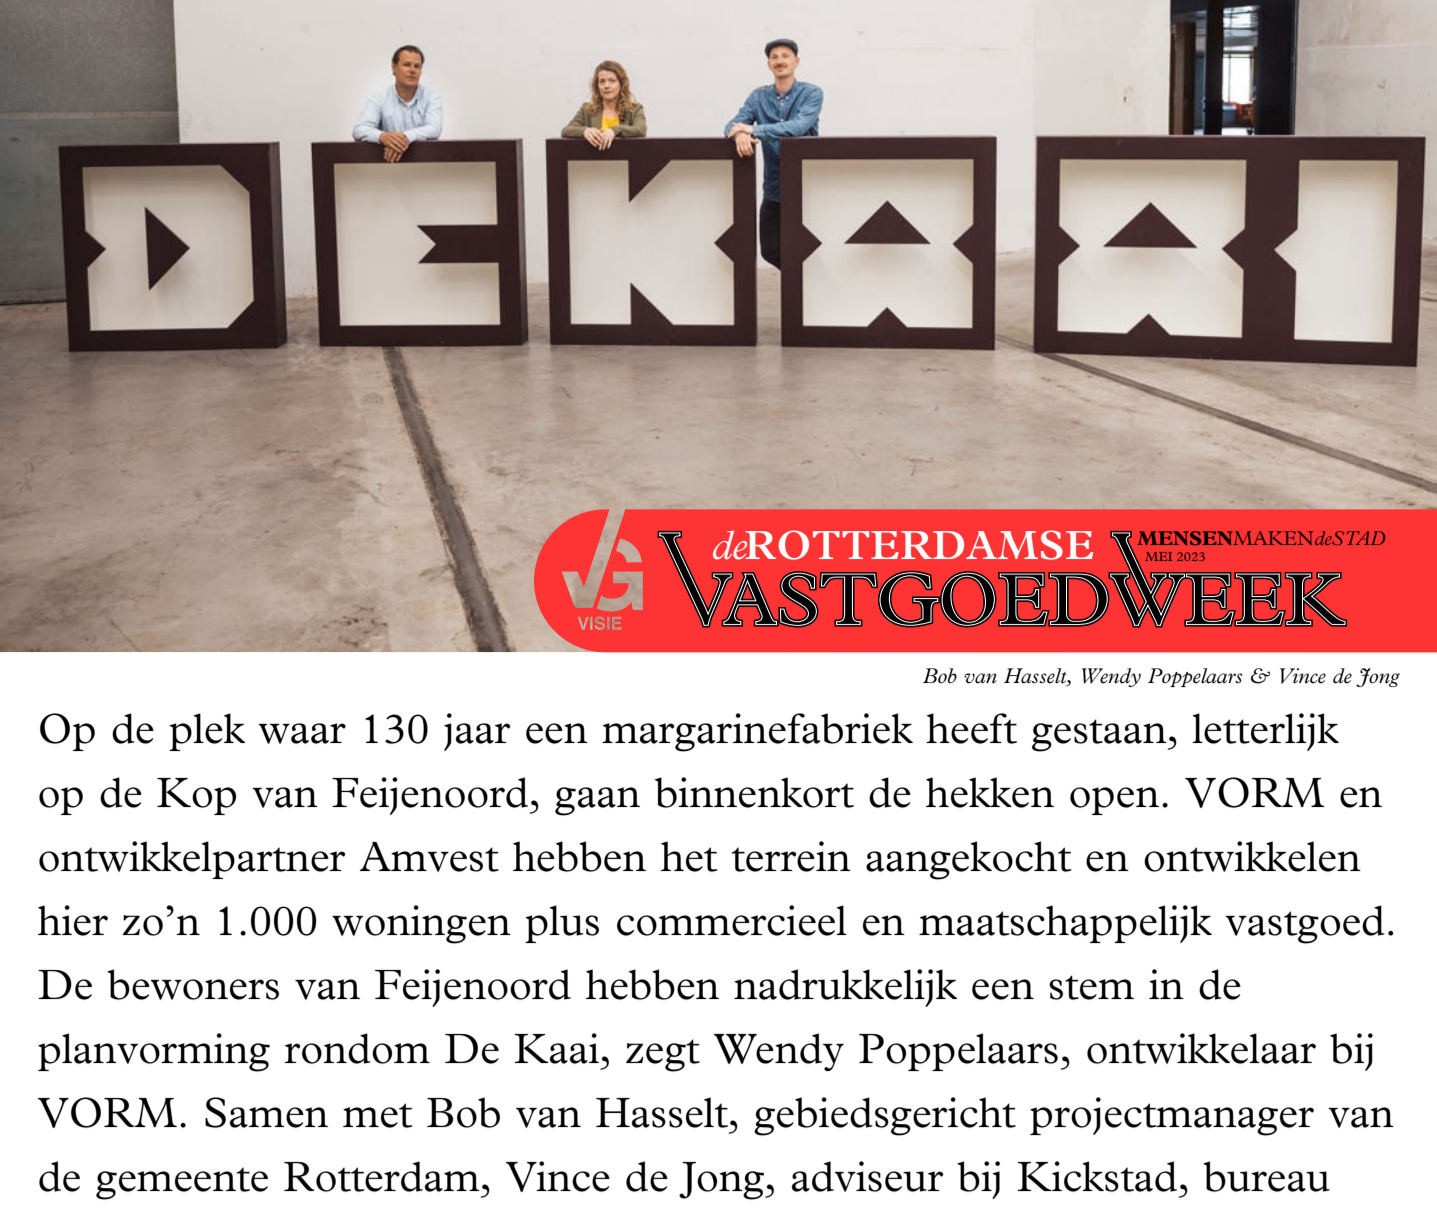 DE KAAI
VG
VISIE
deROTTERDAMSE
VASTGOEDWEEK
MENSENMAKENdeSTAD
MEI 2023
Bob van Hasselt, Wendy Poppelaars & Vince de Jong
Op de plek waar 130 jaar een margarinefabriek heeft gestaan, letterlijk
op de Kop van Feijenoord, gaan binnenkort de hekken open. VORM en
ontwikkelpartner Amvest hebben het terrein aangekocht en ontwikkelen
hier zo’n 1.000 woningen plus commercieel en maatschappelijk vastgoed.
De bewoners van Feijenoord hebben nadrukkelijk een stem in de
planvorming rondom De Kaai, zegt Wendy Poppelaars, ontwikkelaar bij
VORM. Samen met Bob van Hasselt, gebiedsgericht projectmanager van
de gemeente Rotterdam, Vince de Jong, adviseur bij Kickstad, bureau